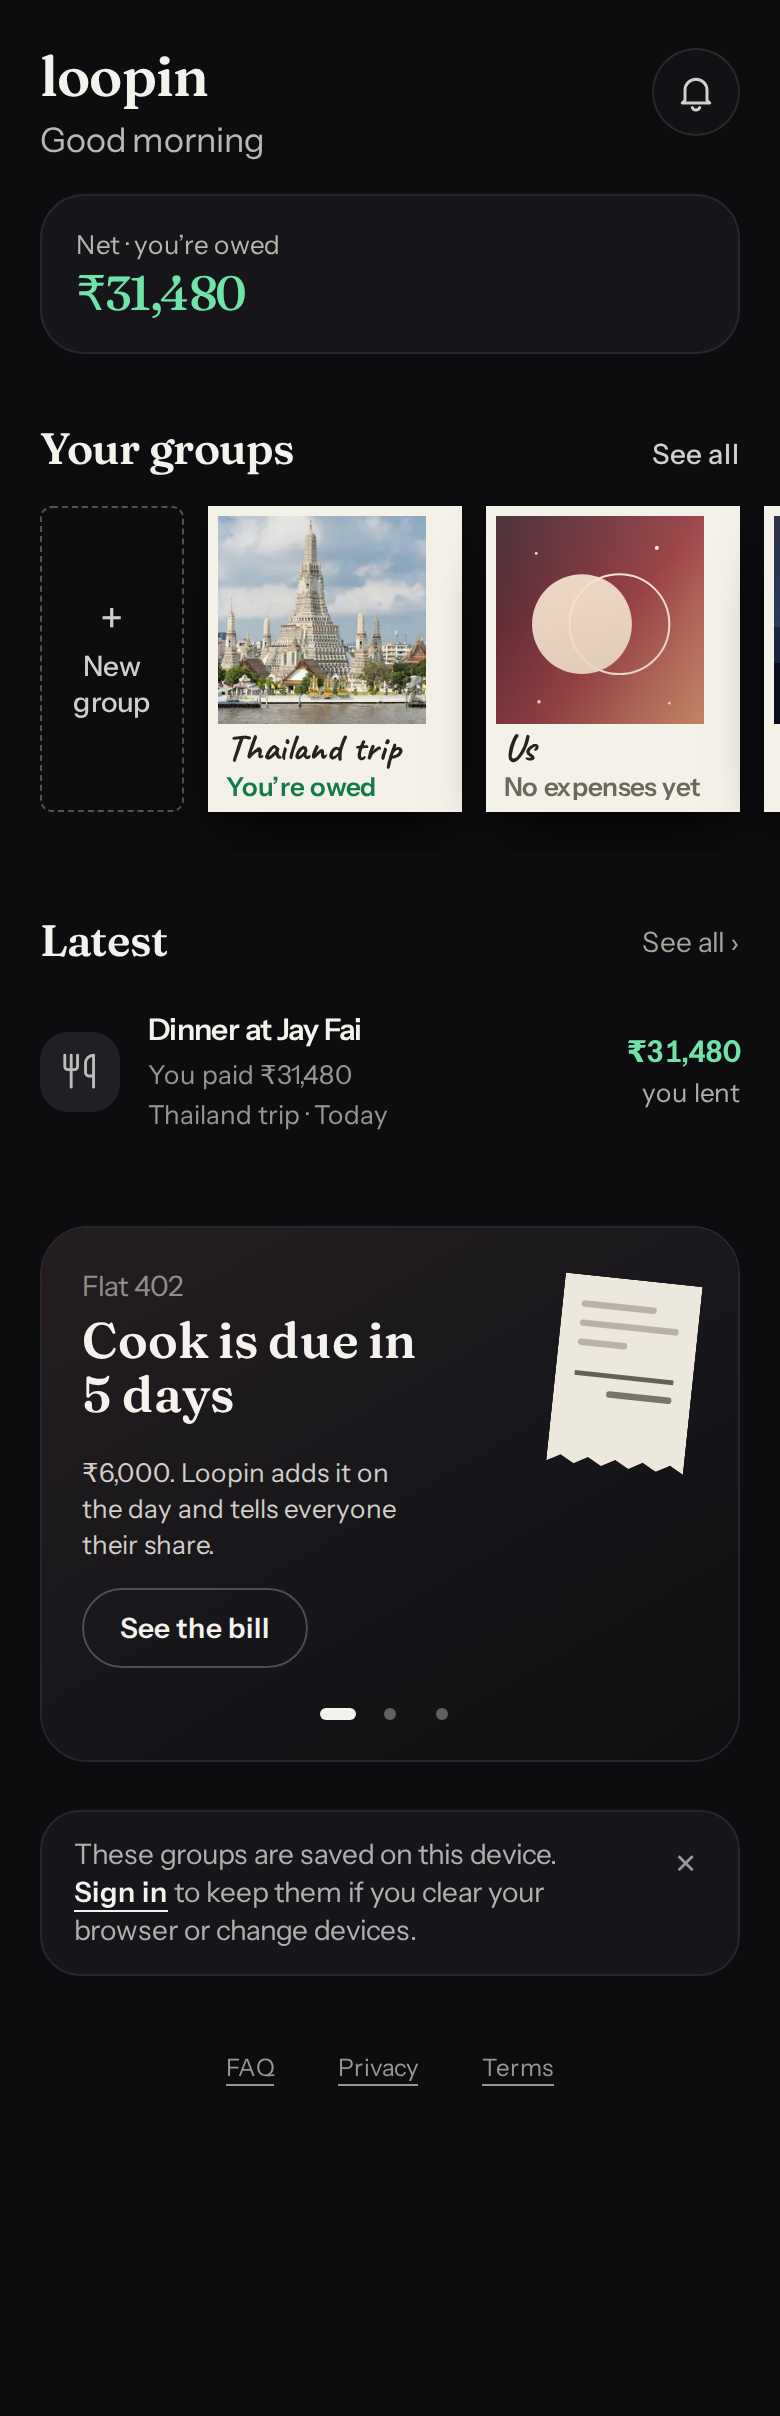 loopin
Good morning
Net · you’re owed
₹31,480
Your groups
See all
+
New
group
Thailand trip
You’re owed
Us
No expenses yet
Latest
See all ›
Dinner at Jay Fai
You paid ₹31,480
Thailand trip · Today
₹31,480
you lent
Flat 402
Cook is due in
5 days
₹6,000. Loopin adds it on
the day and tells everyone
their share.
See the bill
These groups are saved on this device.
Sign in to keep them if you clear your
browser or change devices.
×
FAQ
Privacy
Terms